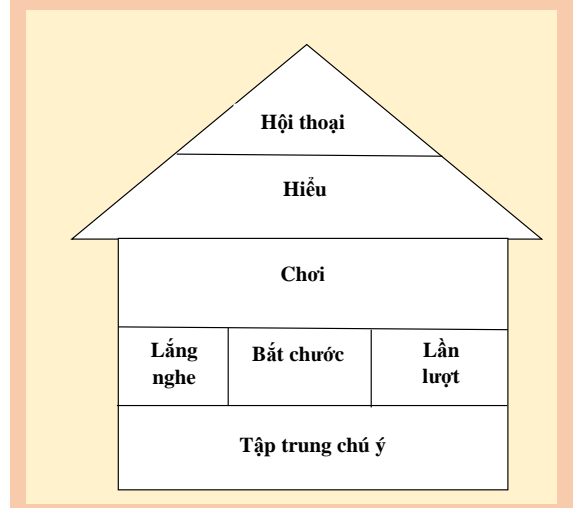 Hội thoại
Hiểu
Chơi
Lắng
nghe
Bắt chước
Lần
lượt
Tập trung chú ý